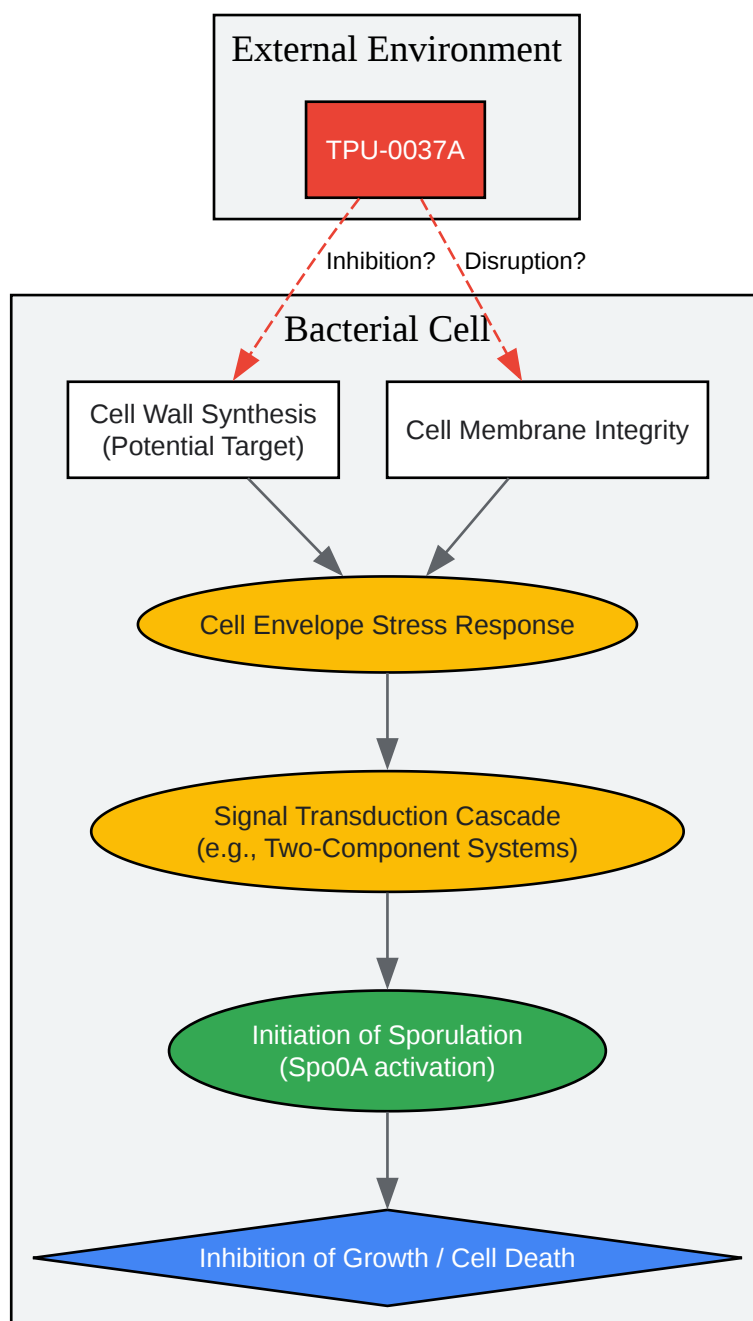 External Environment
TPU-0037A
Inhibition?
Disruption?
Bacterial Cell
Cell Wall Synthesis
(Potential Target)
Cell Membrane Integrity
Cell Envelope Stress Response
Signal Transduction Cascade
(e.g., Two-Component Systems)
Initiation of Sporulation
(Spo0A activation)
Inhibition of Growth / Cell Death